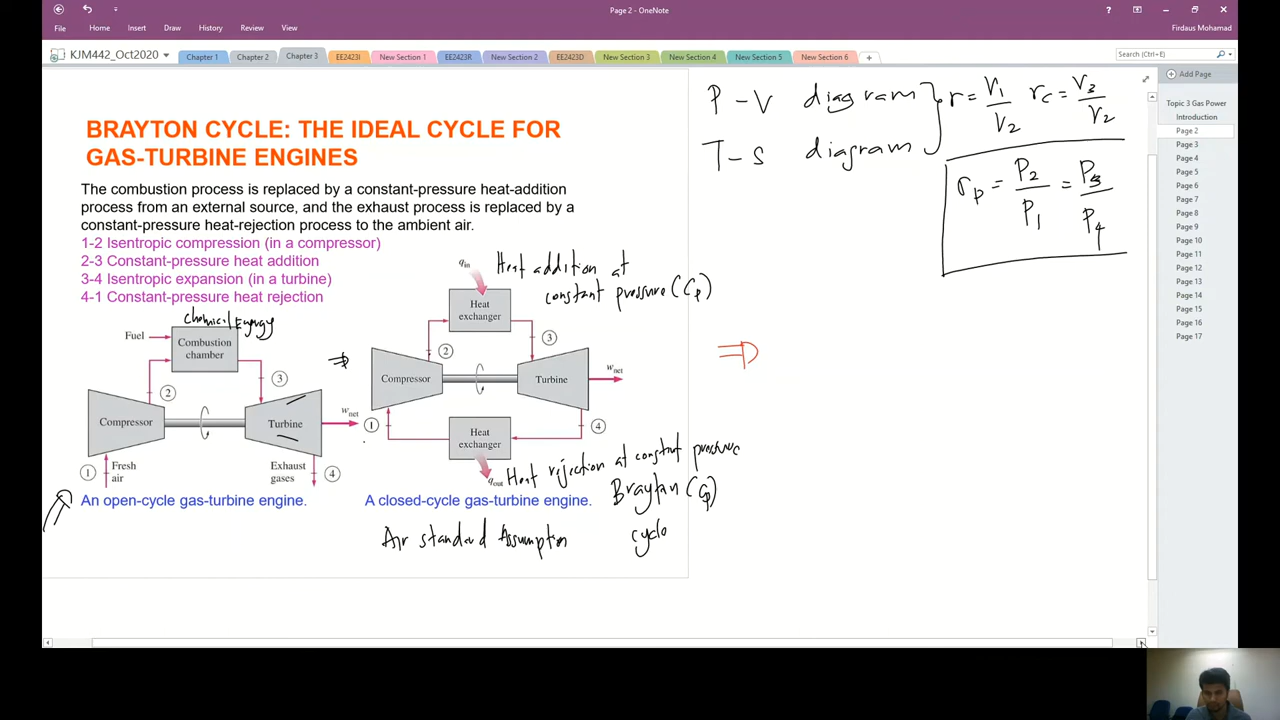 Page 2 - OneNote
Firdaus Mohamad
File Home Insert Draw History Review View
KJM442_Oct2020
Chapter 1 Chapter 2 Chapter 3 EE2423I New Section 1 EE2423R New Section 2 EE2423D New Section 3 New Section 4 New Section 5 New Section 6
Search (Ctrl+E)
Add Page
Topic 3 Gas Power
Introduction
Page 2
Page 3
Page 4
Page 5
Page 6
Page 7
Page 8
Page 9
Page 10
Page 11
Page 12
Page 13
Page 14
Page 15
Page 16
Page 17
BRAYTON CYCLE: THE IDEAL CYCLE FOR
GAS-TURBINE ENGINES
The combustion process is replaced by a constant-pressure heat-addition
process from an external source, and the exhaust process is replaced by a
constant-pressure heat-rejection process to the ambient air.
1-2 Isentropic compression (in a compressor)
2-3 Constant-pressure heat addition
3-4 Isentropic expansion (in a turbine)
4-1 Constant-pressure heat rejection
Chemical Energy
Fuel
Combustion
chamber
2
3
Compressor
Turbine
wnet
1
Fresh
air
Exhaust
gases
4
An open-cycle gas-turbine engine.
qin
Heat addition at
constant pressure (Cp)
Heat
exchanger
2
3
Compressor
Turbine
wnet
1
4
Heat
exchanger
qout
Heat rejection at constant pressure
(Cp)
A closed-cycle gas-turbine engine.
Brayton
cycle
Air standard Assumption
P - V diagram
T - S diagram
r = V1/V2 rc = V3/V2
rp = P2/P1 = P3/P4